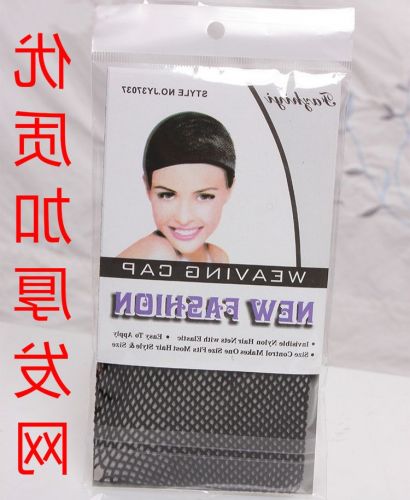 优质加厚发网
STYLE NO.JY37037
WEAVING CAP
NEW FASHION
• Invisible Nylon Hair Nets with Elastic • Easy To Apply
• Size Control Makes One Size Fits Most Hair Style & Size